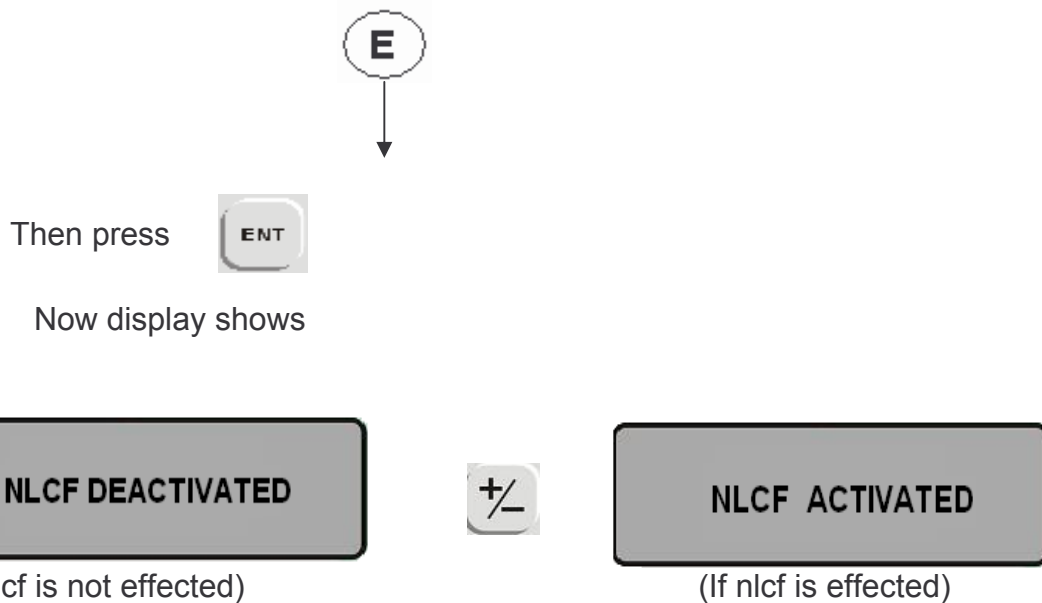 E
Then press ENT
Now display shows
NLCF DEACTIVATED +/- NLCF ACTIVATED
cf is not effected) (If nlcf is effected)